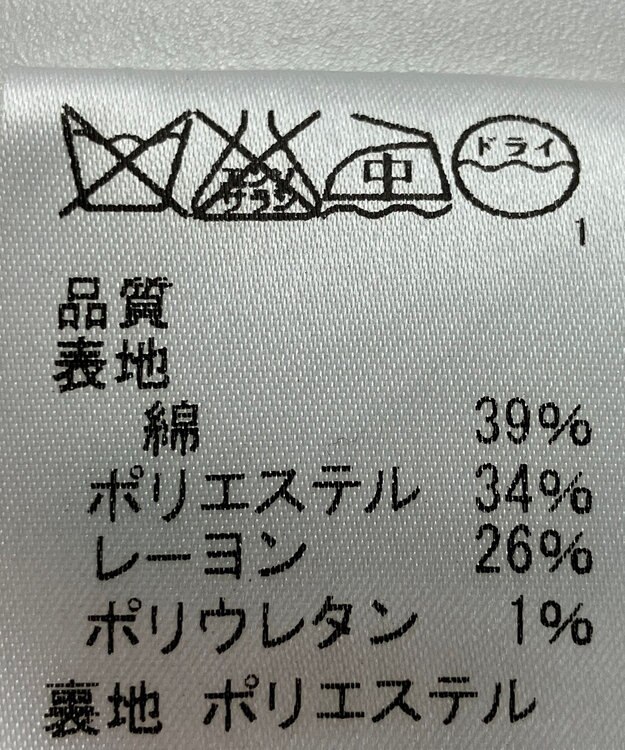 エンソ
サラシ
中
ドライ
1
品質
表地
綿 39%
ポリエステル 34%
レーヨン 26%
ポリウレタン 1%
裏地 ポリエステル